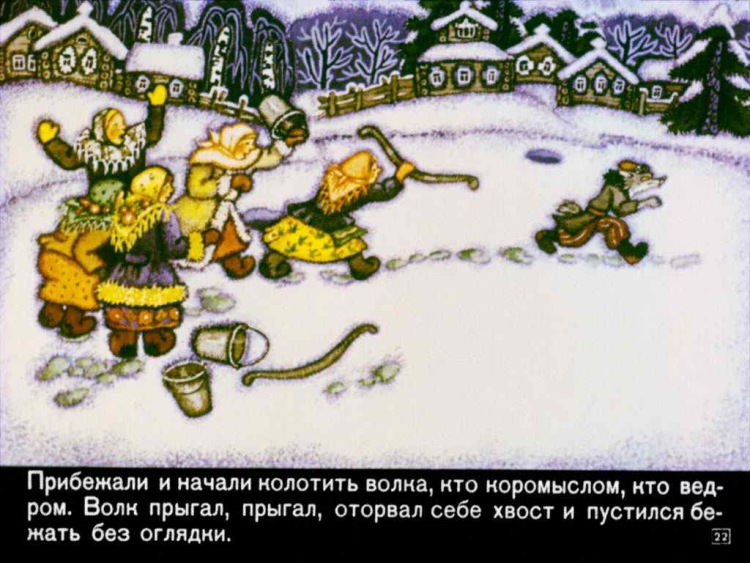 Прибежали и начали колотить волка, кто коромыслом, кто вед-
ром. Волк прыгал, прыгал, оторвал себе хвост и пустился бе-
жать без оглядки.
22